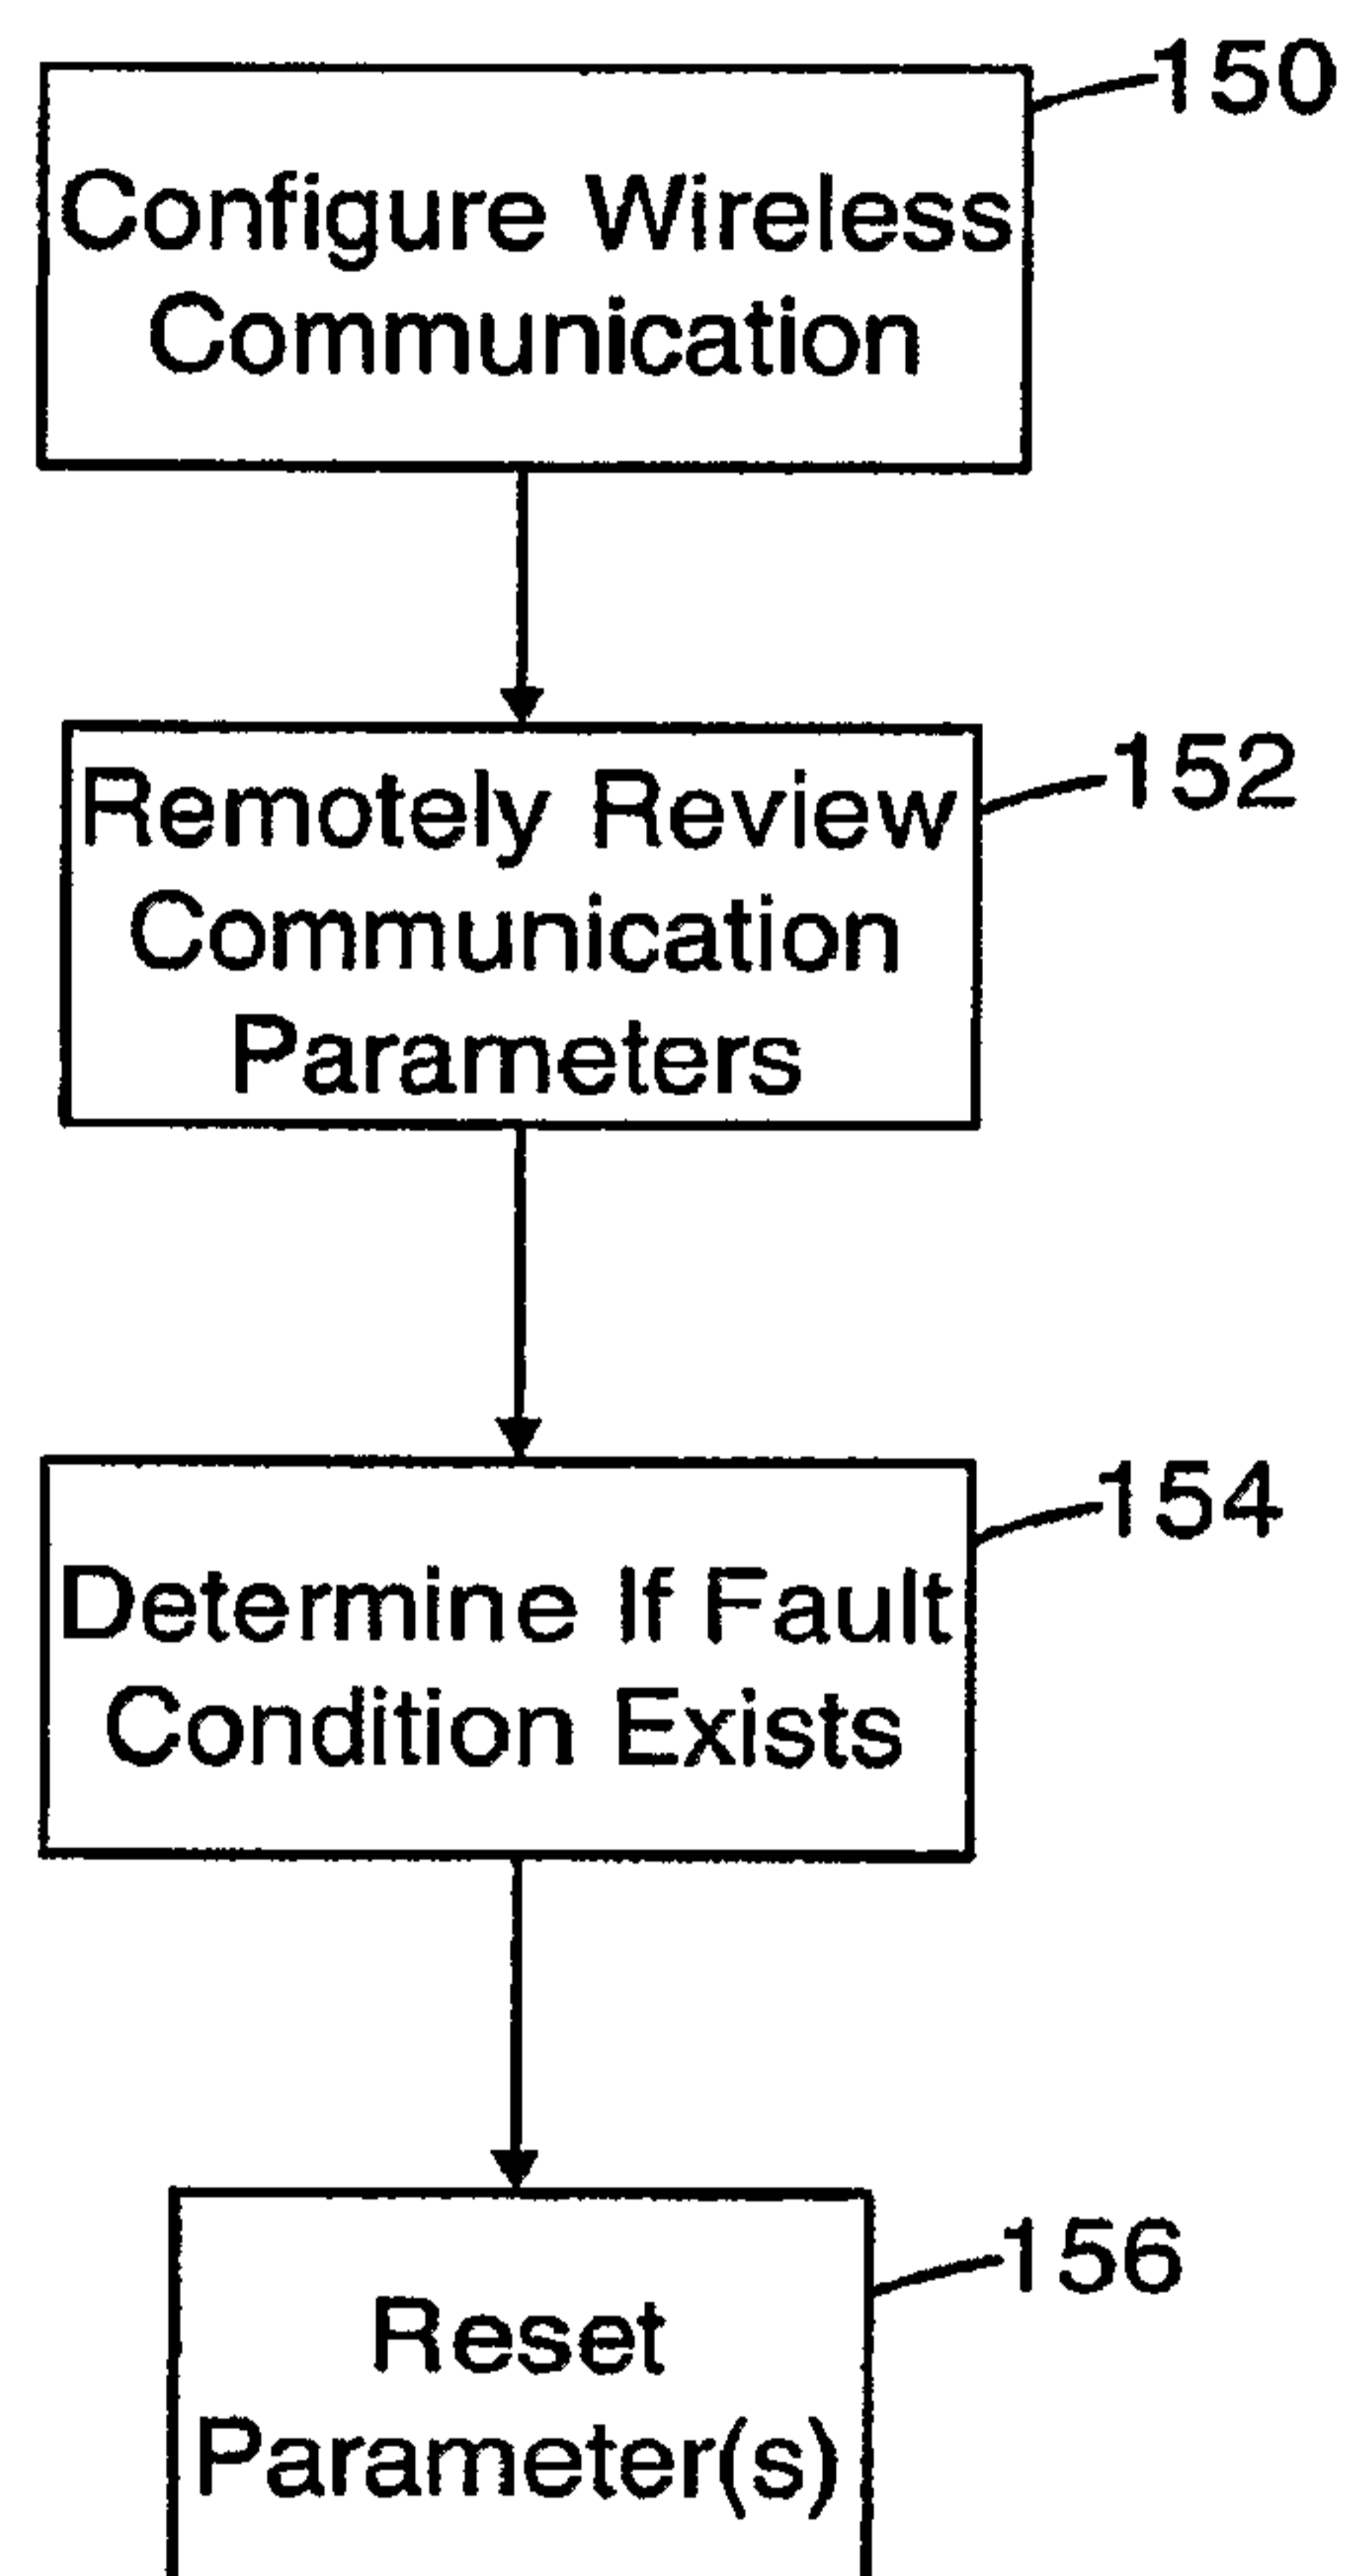 150
Configure Wireless
Communication
152
Remotely Review
Communication
Parameters
154
Determine If Fault
Condition Exists
156
Reset
Parameter(s)